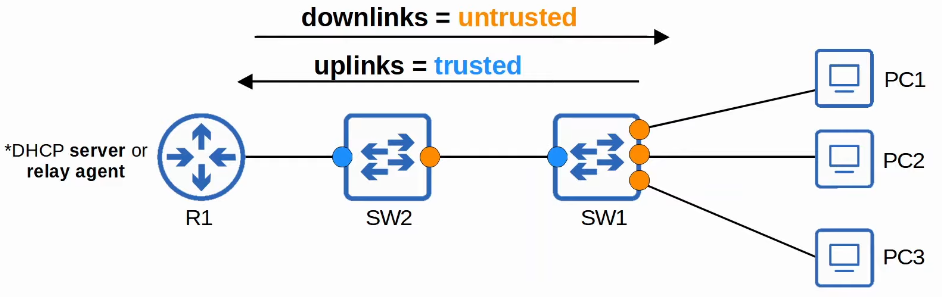 downlinks = untrusted
uplinks = trusted
PC1
*DHCP server or
relay agent
PC2
R1
SW2
SW1
PC3